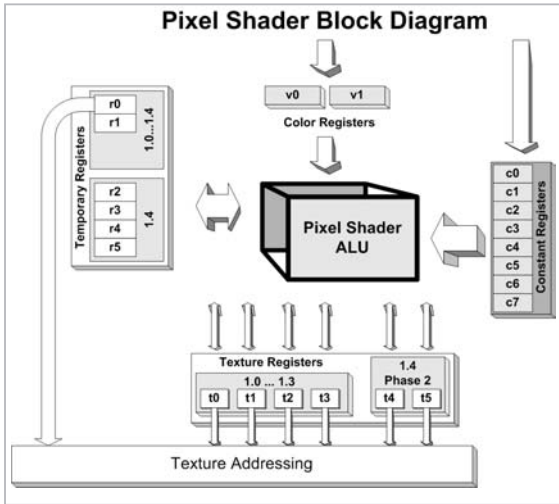 Pixel Shader Block Diagram
v0 v1
Color Registers
Temporary Registers
r0
r1
1.0...1.4
r2
r3
r4
r5
1.4
Pixel Shader
ALU
c0
c1
c2
c3
c4
c5
c6
c7
Constant Registers
Texture Registers
1.0 ... 1.3
t0 t1 t2 t3
1.4
Phase 2
t4 t5
Texture Addressing